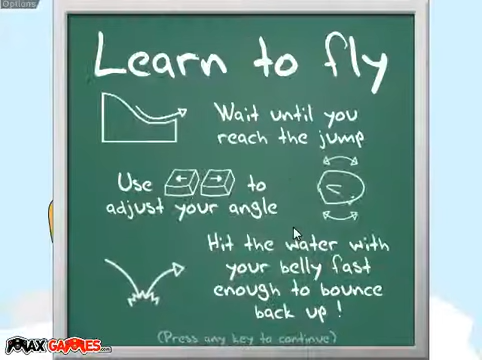 Options
Learn to fly
Wait until you
reach the jump
Use ← → to
adjust your angle
Hit the water with
your belly fast
enough to bounce
back up !
(Press any key to continue)
MAXGAMES.com